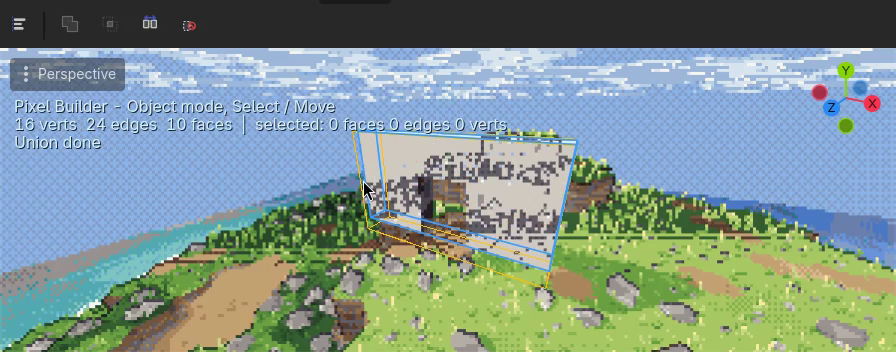 Perspective
Y
X
Z
Pixel Builder - Object mode, Select / Move
16 verts  24 edges  10 faces  |  selected: 0 faces 0 edges 0 verts
Union done